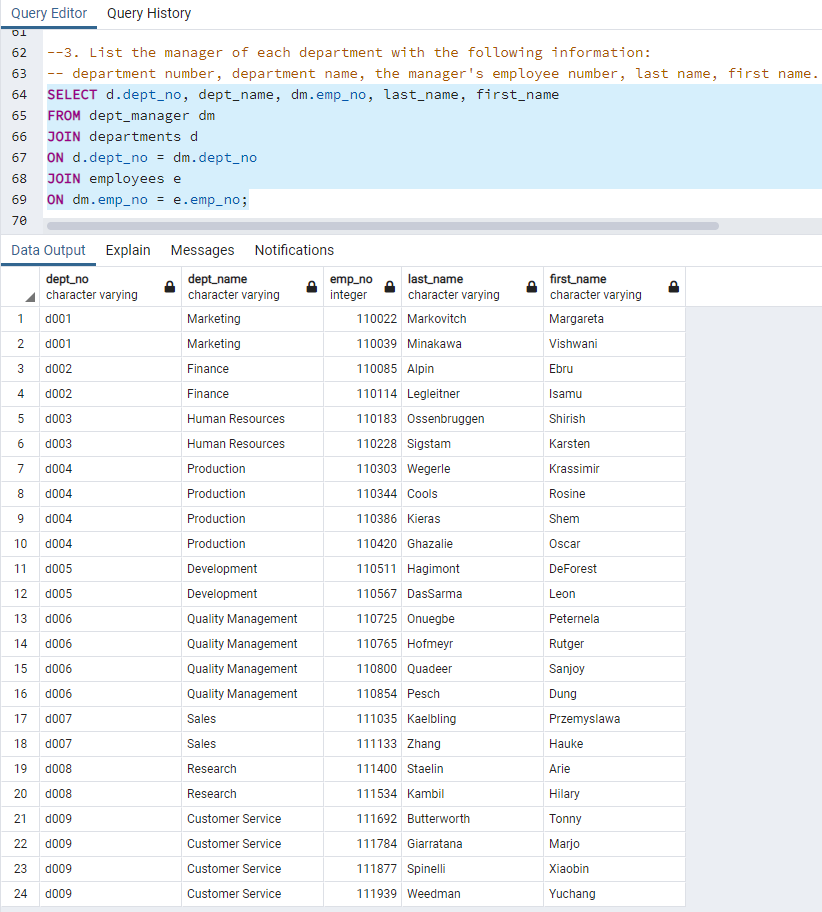 Query Editor Query History
61
62 --3. List the manager of each department with the following information:
63 -- department number, department name, the manager's employee number, last name, first name.
64 SELECT d.dept_no, dept_name, dm.emp_no, last_name, first_name
65 FROM dept_manager dm
66 JOIN departments d
67 ON d.dept_no = dm.dept_no
68 JOIN employees e
69 ON dm.emp_no = e.emp_no;
70
Data Output Explain Messages Notifications
dept_no dept_name emp_no last_name first_name
character varying character varying integer character varying character varying
1 d001 Marketing 110022 Markovitch Margareta
2 d001 Marketing 110039 Minakawa Vishwani
3 d002 Finance 110085 Alpin Ebru
4 d002 Finance 110114 Legleitner Isamu
5 d003 Human Resources 110183 Ossenbruggen Shirish
6 d003 Human Resources 110228 Sigstam Karsten
7 d004 Production 110303 Wegerle Krassimir
8 d004 Production 110344 Cools Rosine
9 d004 Production 110386 Kieras Shem
10 d004 Production 110420 Ghazalie Oscar
11 d005 Development 110511 Hagimont DeForest
12 d005 Development 110567 DasSarma Leon
13 d006 Quality Management 110725 Onuegbe Peternela
14 d006 Quality Management 110765 Hofmeyr Rutger
15 d006 Quality Management 110800 Quadeer Sanjoy
16 d006 Quality Management 110854 Pesch Dung
17 d007 Sales 111035 Kaelbling Przemyslawa
18 d007 Sales 111133 Zhang Hauke
19 d008 Research 111400 Staelin Arie
20 d008 Research 111534 Kambil Hilary
21 d009 Customer Service 111692 Butterworth Tonny
22 d009 Customer Service 111784 Giarratana Marjo
23 d009 Customer Service 111877 Spinelli Xiaobin
24 d009 Customer Service 111939 Weedman Yuchang